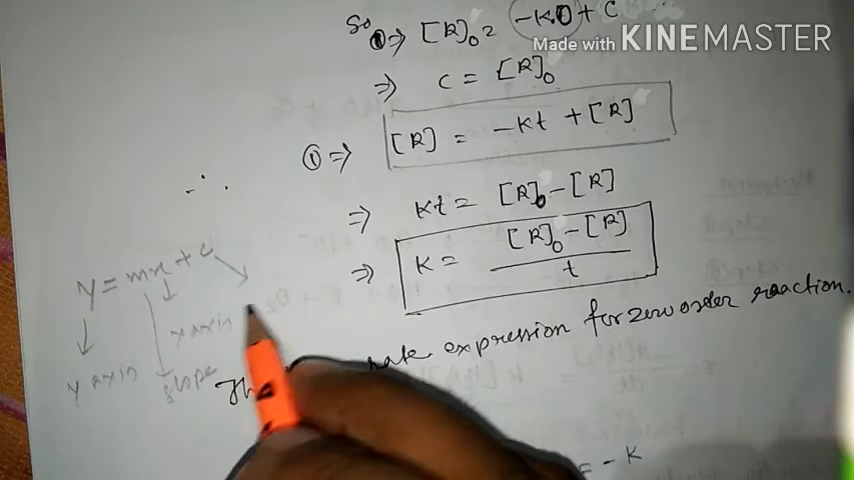 So ①⇒ [R]₀ = -K.0 + C
Made with KINEMASTER
⇒ C = [R]₀
∴ ①⇒ [R] = -Kt + [R]
⇒ Kt = [R]₀ - [R]
⇒ K = [R]₀ - [R] / t
y = mx + c
x axis
y axis
slope
rate expression for zero order reaction.
= - K